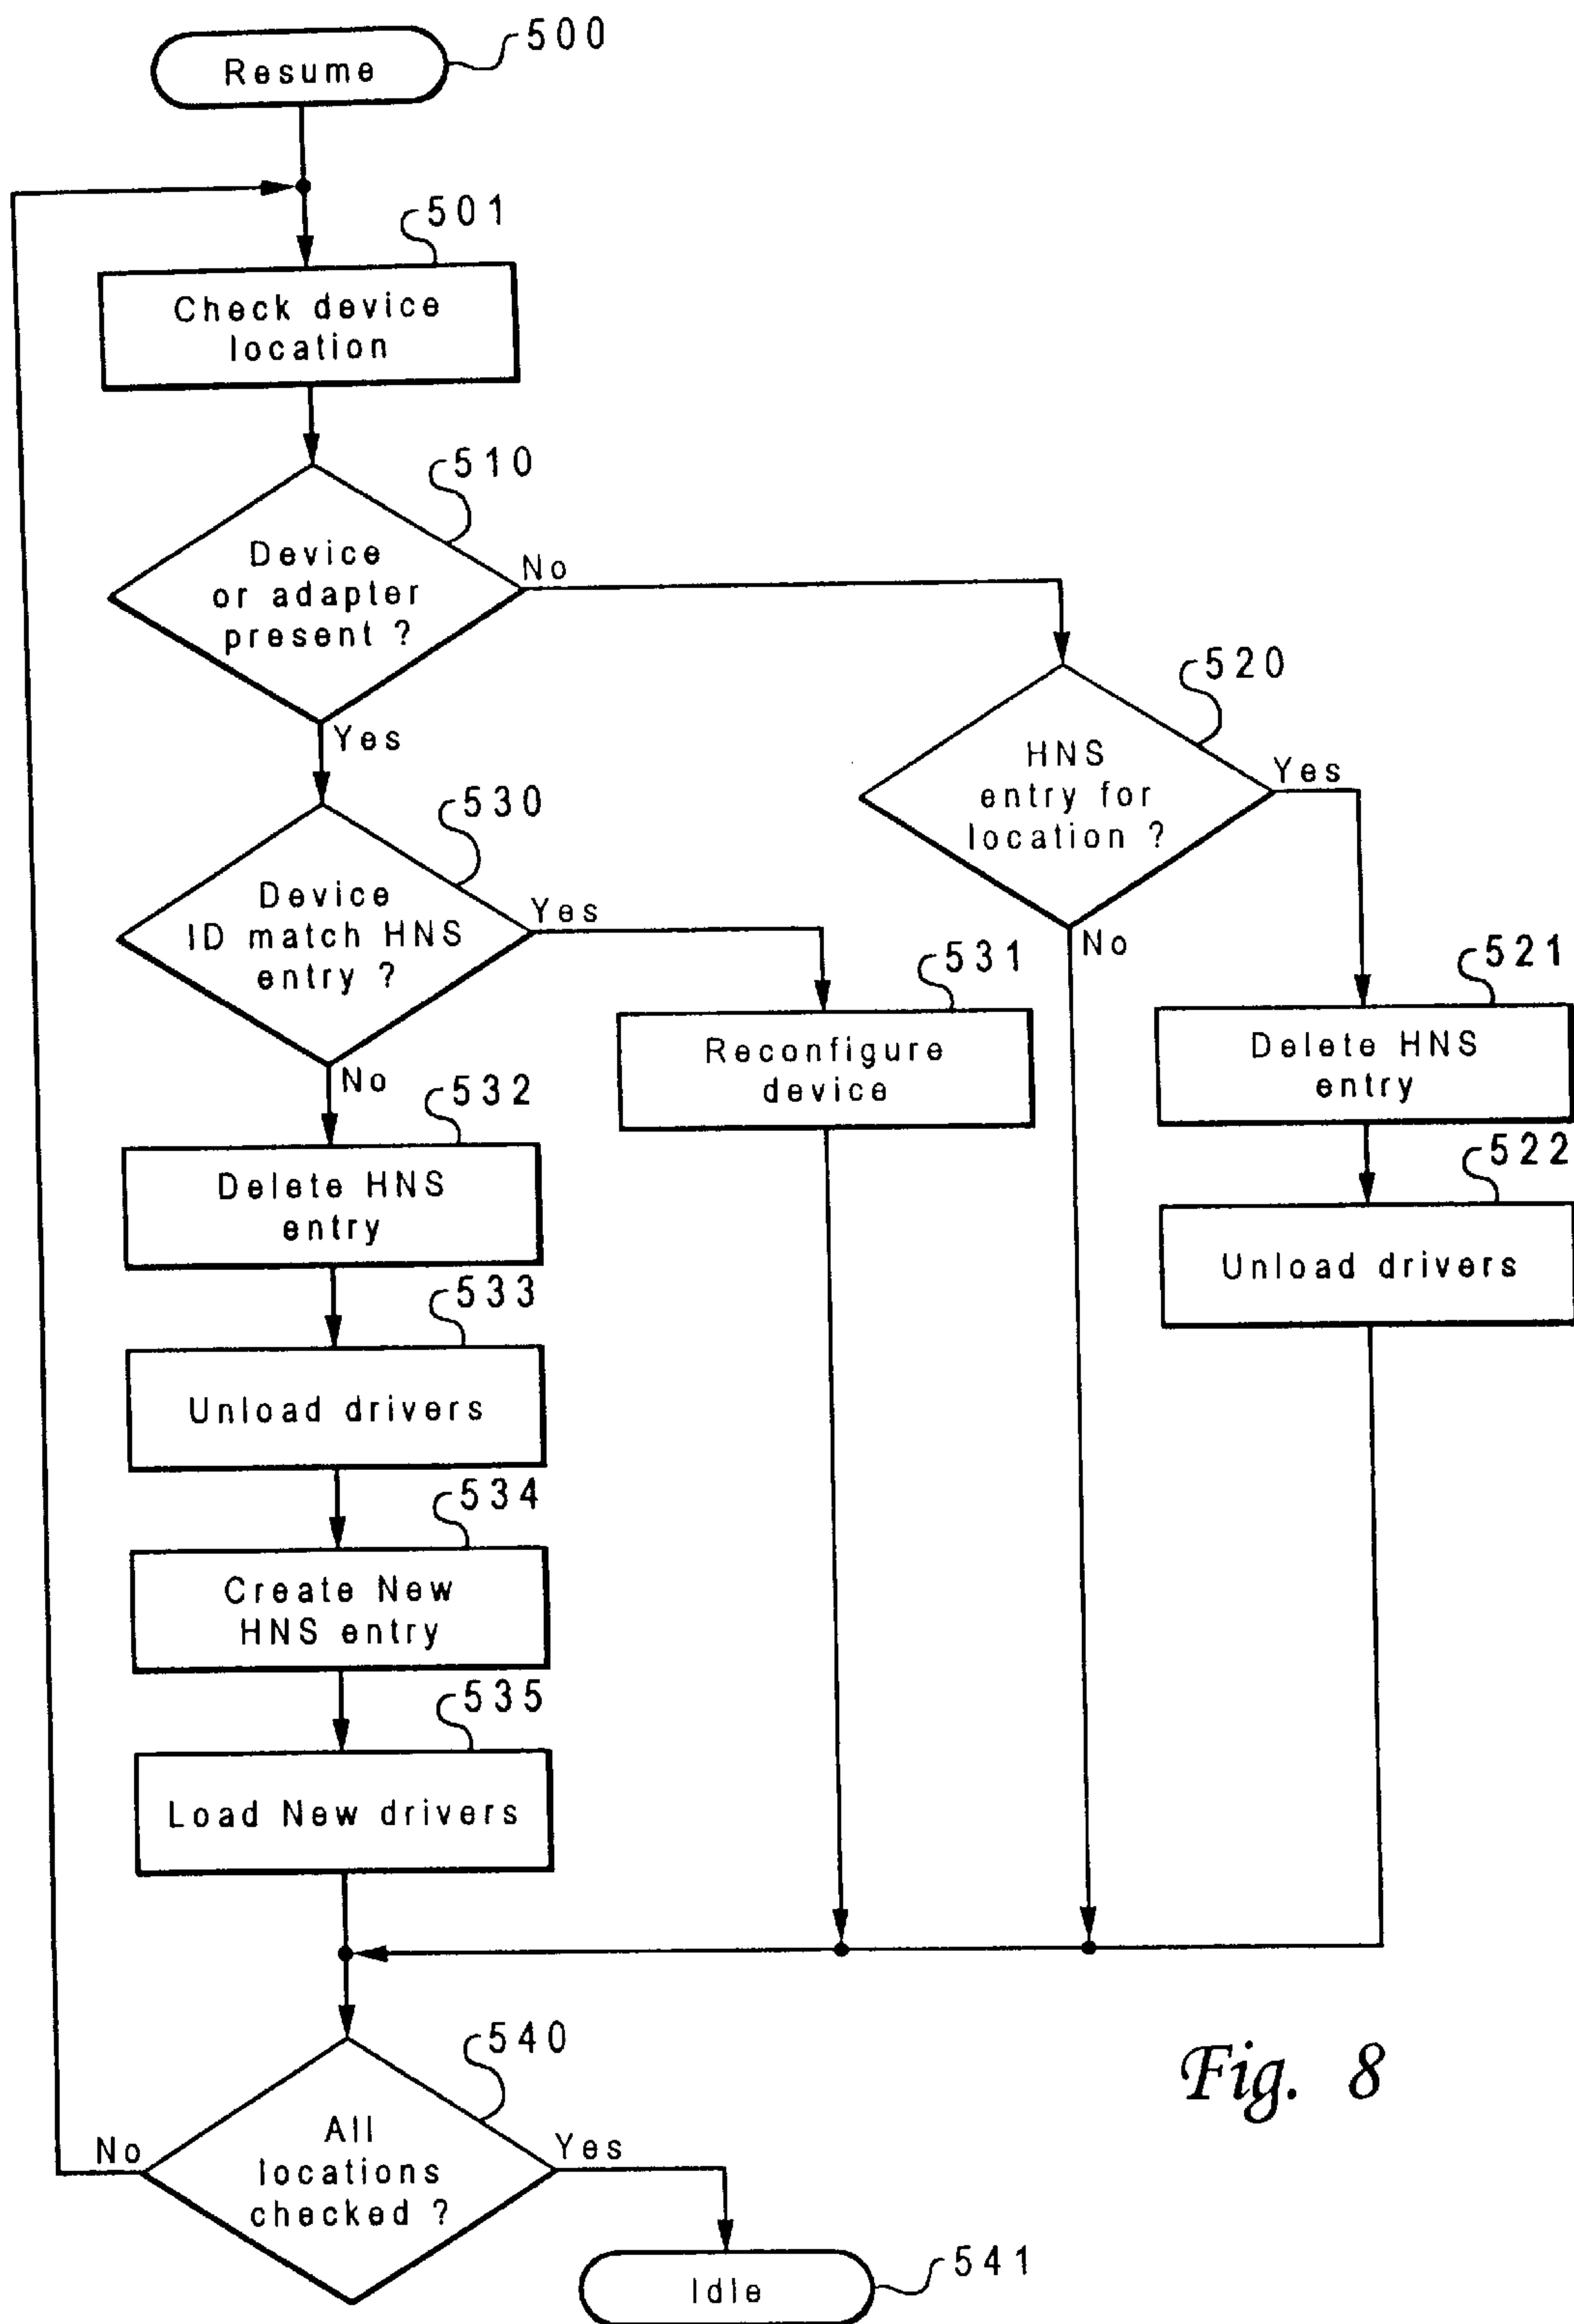 500
Resume
501
Check device
location
510
Device
or adapter
present ?
No
Yes
520
HNS
entry for
location ?
Yes
No
530
Device
ID match HNS
entry ?
Yes
No
531
Reconfigure
device
521
Delete HNS
entry
522
Unload drivers
532
Delete HNS
entry
533
Unload drivers
534
Create New
HNS entry
535
Load New drivers
540
All
locations
checked ?
No
Yes
541
Idle
Fig. 8